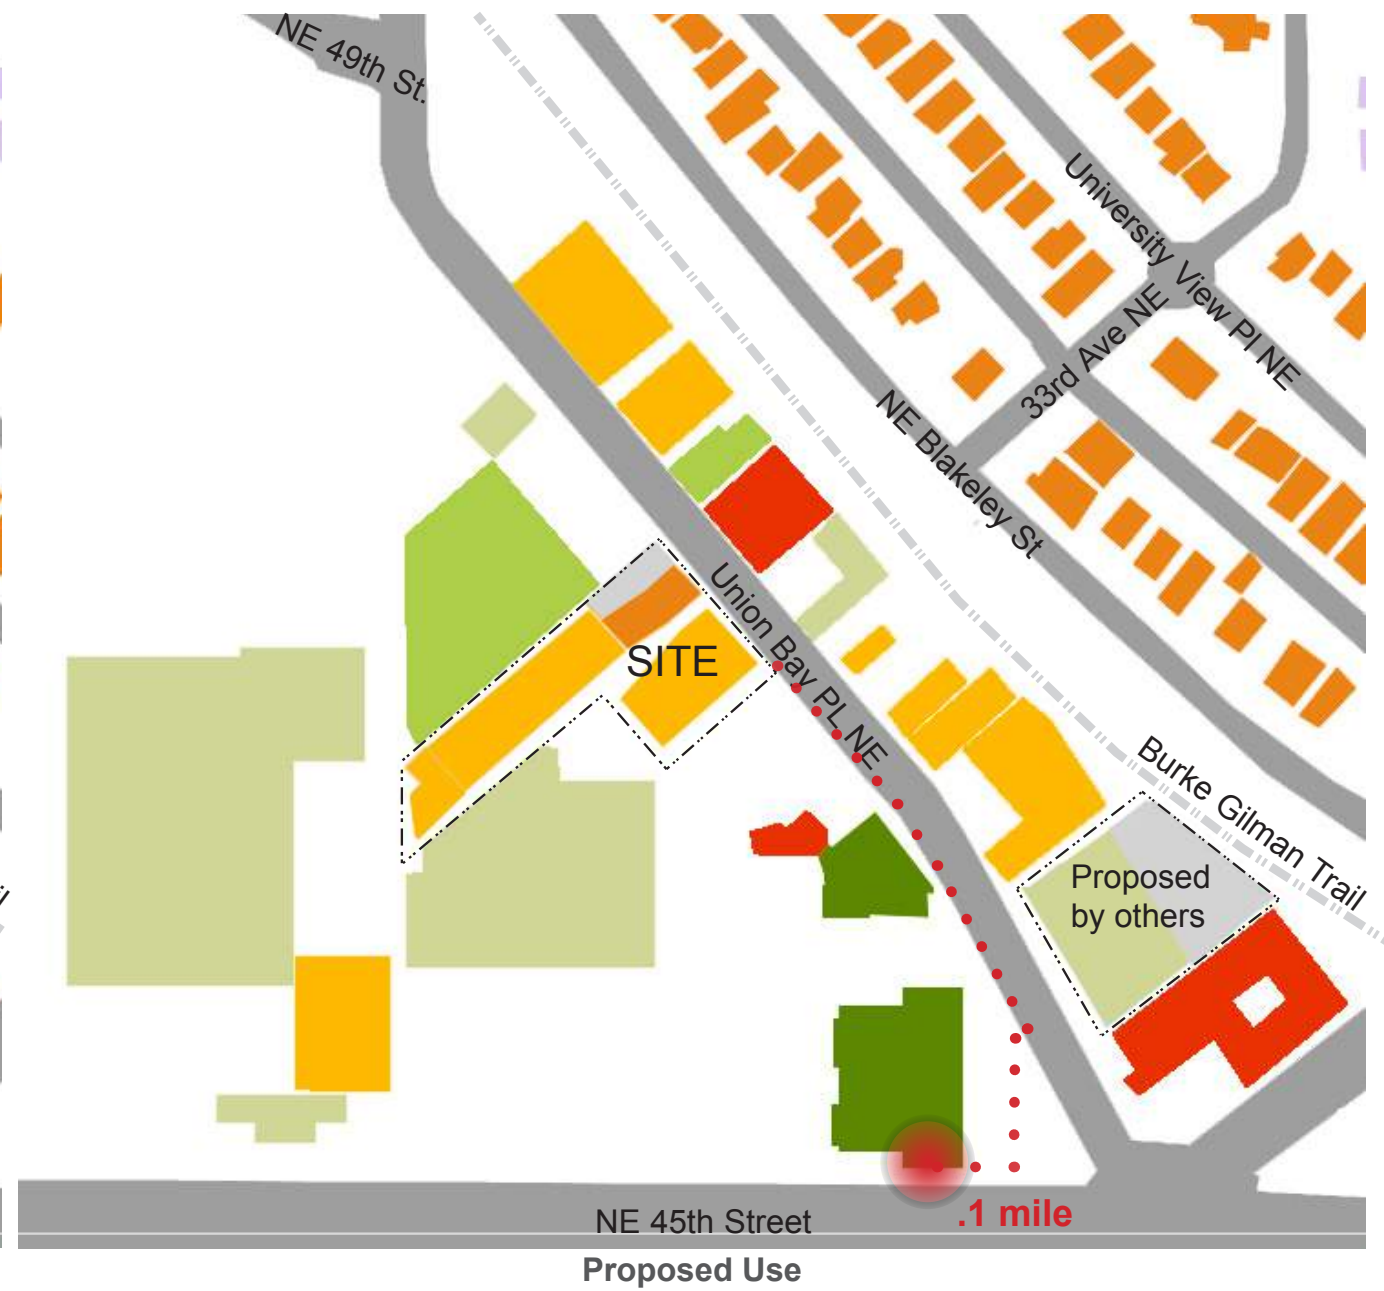 NE 49th St.
University View Pl NE
33rd Ave NE
NE Blakeley St
Union Bay PL NE
SITE
Burke Gilman Trail
Proposed
by others
.1 mile
NE 45th Street
Proposed Use